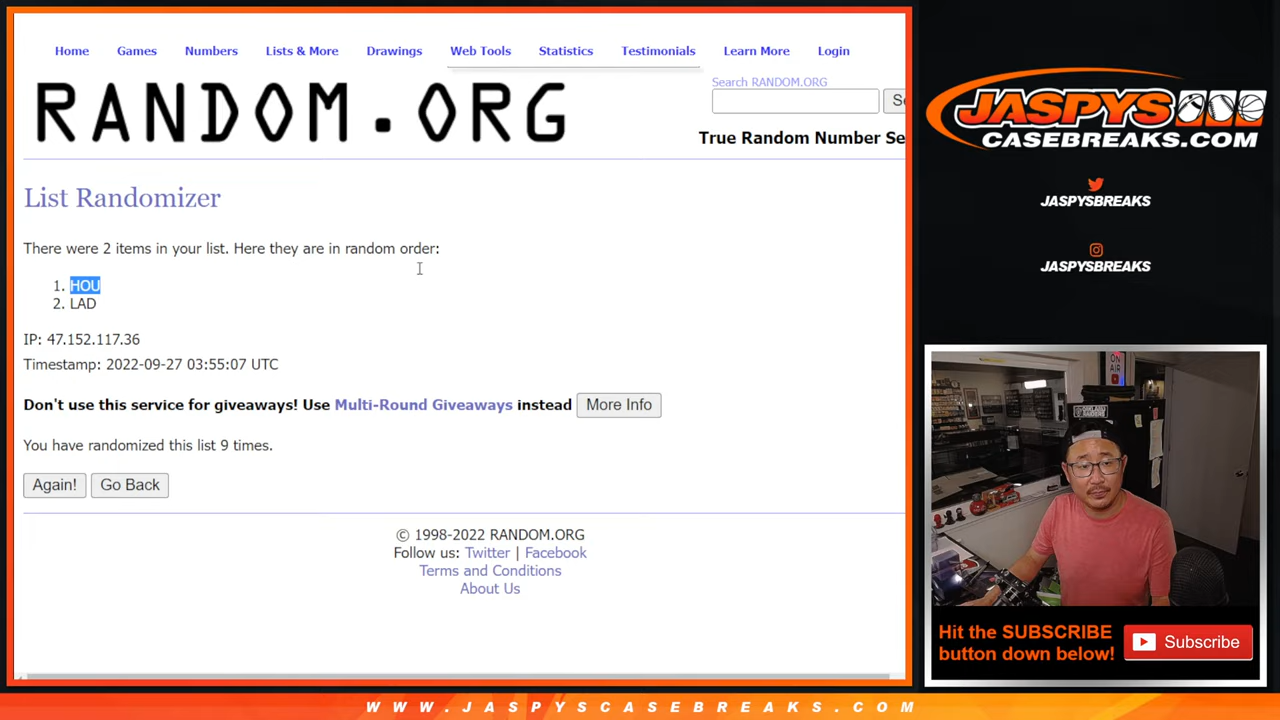 Home Games Numbers Lists & More Drawings Web Tools Statistics Testimonials Learn More Login
Search RANDOM.ORG
RANDOM.ORG
True Random Number Se
List Randomizer
There were 2 items in your list. Here they are in random order:
1. HOU
2. LAD
IP: 47.152.117.36
Timestamp: 2022-09-27 03:55:07 UTC
Don't use this service for giveaways! Use Multi-Round Giveaways instead More Info
You have randomized this list 9 times.
Again! Go Back
© 1998-2022 RANDOM.ORG
Follow us: Twitter | Facebook
Terms and Conditions
About Us
JASPYS
CASEBREAKS.COM
JASPYSBREAKS
JASPYSBREAKS
ON
AIR
Hit the SUBSCRIBE
button down below!
Subscribe
WWW.JASPYSCASEBREAKS.COM